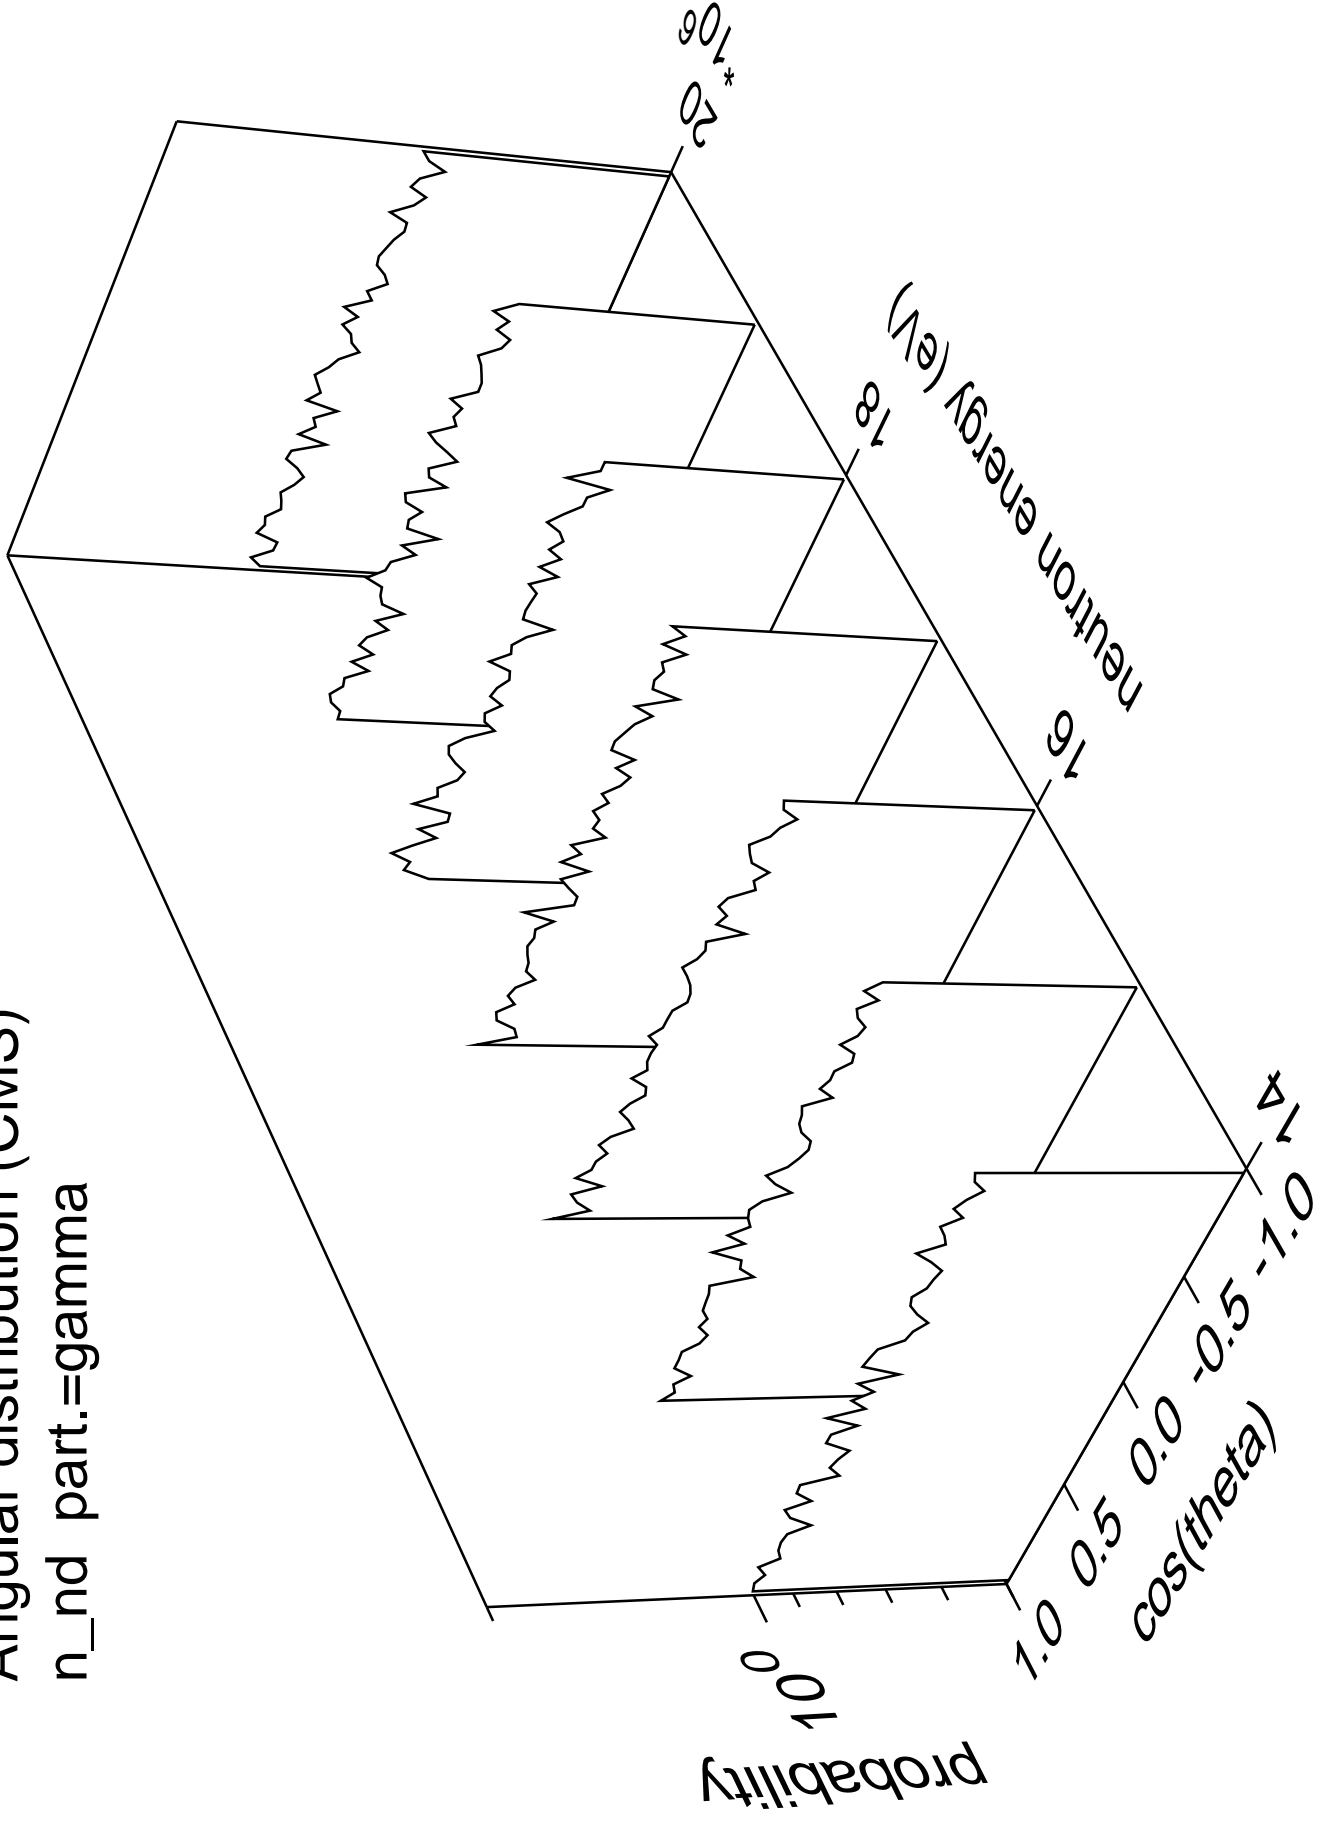 Angular distribution (CMS)
n_nd part.=gamma
probability
10 0
1.0 0.5 0.0 -0.5 -1.0
cos(theta)
14 16 18 20
*10 6
neutron energy (eV)